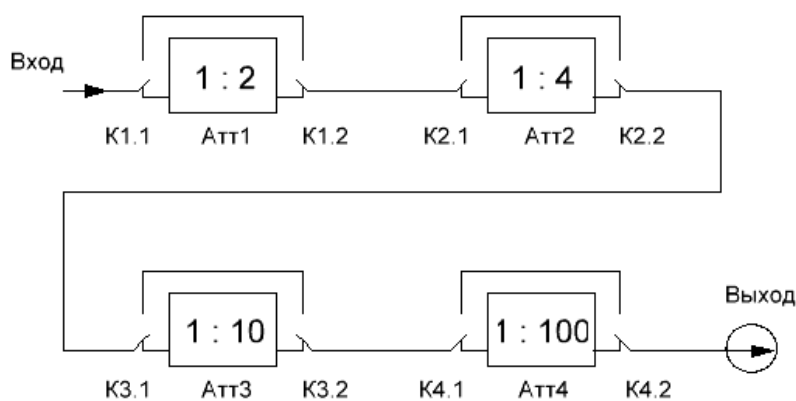 Вход
1 : 2
1 : 4
К1.1 Атт1 К1.2 К2.1 Атт2 К2.2
1 : 10
1 : 100
Выход
К3.1 Атт3 К3.2 К4.1 Атт4 К4.2